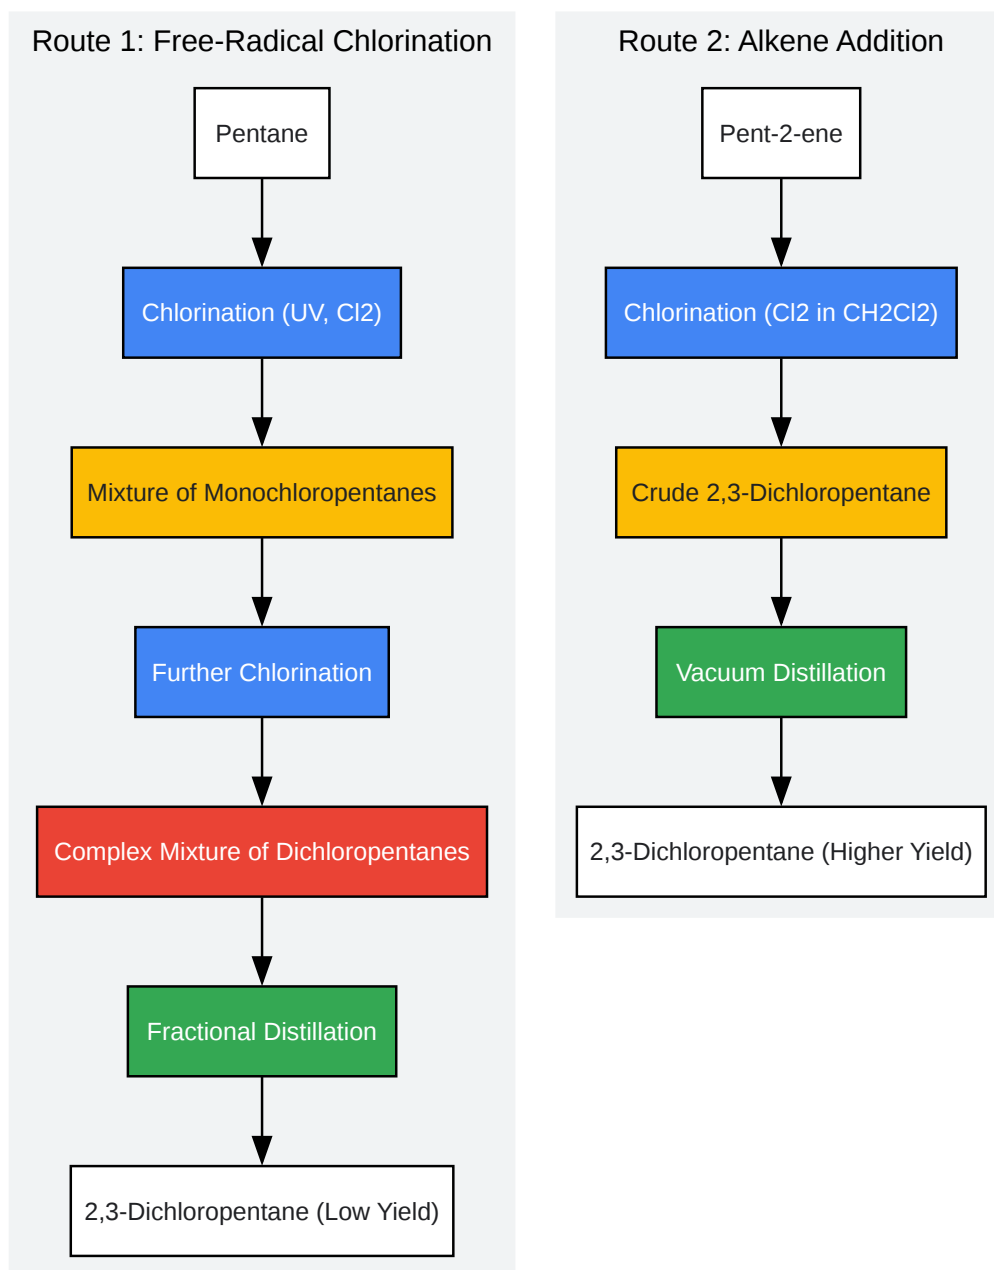 Route 1: Free-Radical Chlorination
Pentane
Chlorination (UV, Cl2)
Mixture of Monochloropentanes
Further Chlorination
Complex Mixture of Dichloropentanes
Fractional Distillation
2,3-Dichloropentane (Low Yield)
Route 2: Alkene Addition
Pent-2-ene
Chlorination (Cl2 in CH2Cl2)
Crude 2,3-Dichloropentane
Vacuum Distillation
2,3-Dichloropentane (Higher Yield)